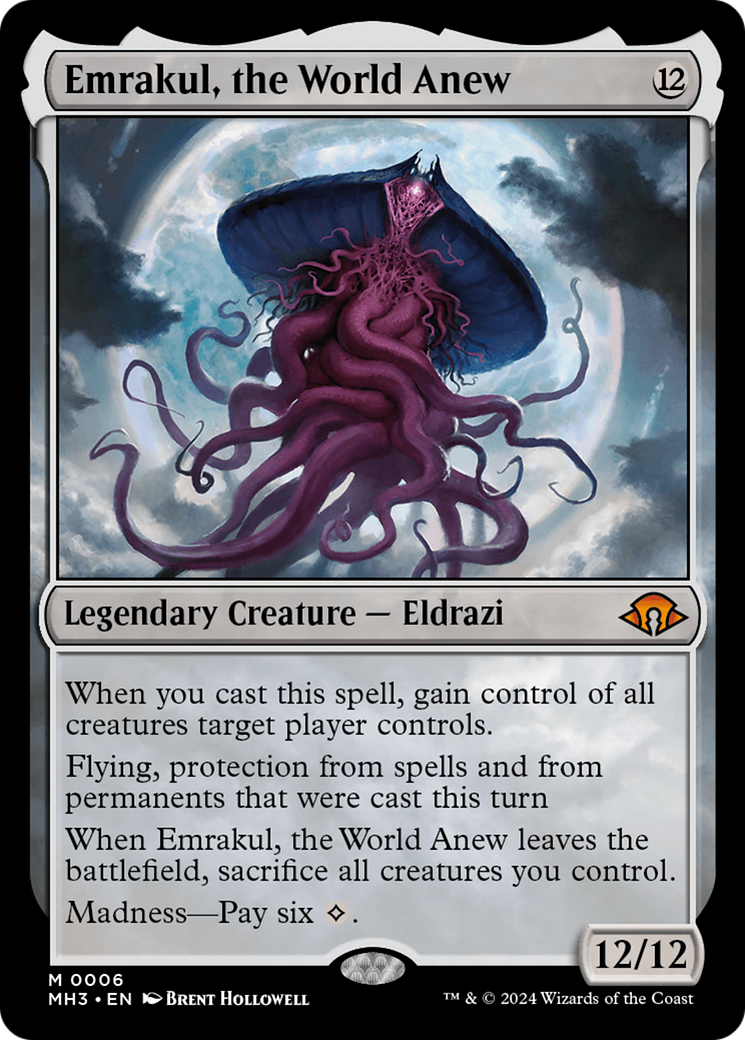 Emrakul, the World Anew 12
Legendary Creature — Eldrazi
When you cast this spell, gain control of all
creatures target player controls.
Flying, protection from spells and from
permanents that were cast this turn
When Emrakul, the World Anew leaves the
battlefield, sacrifice all creatures you control.
Madness—Pay six ◇.
12/12
M 0006
MH3 • EN Brent Hollowell
™ & © 2024 Wizards of the Coast